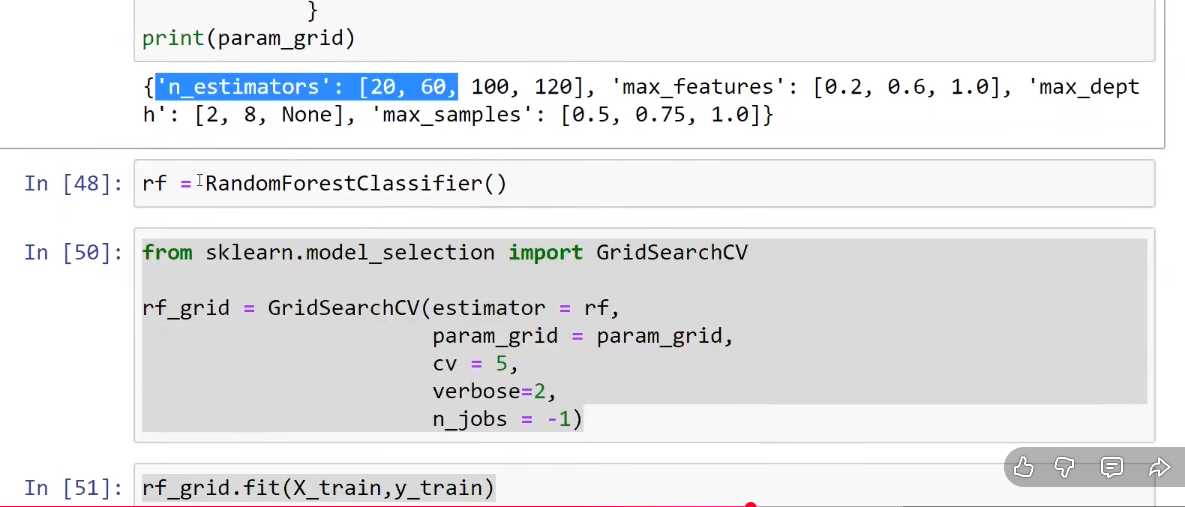 }
print(param_grid)
{'n_estimators': [20, 60, 100, 120], 'max_features': [0.2, 0.6, 1.0], 'max_dept
h': [2, 8, None], 'max_samples': [0.5, 0.75, 1.0]}
In [48]: rf = RandomForestClassifier()
In [50]: from sklearn.model_selection import GridSearchCV
rf_grid = GridSearchCV(estimator = rf,
param_grid = param_grid,
cv = 5,
verbose=2,
n_jobs = -1)
In [51]: rf_grid.fit(X_train,y_train)